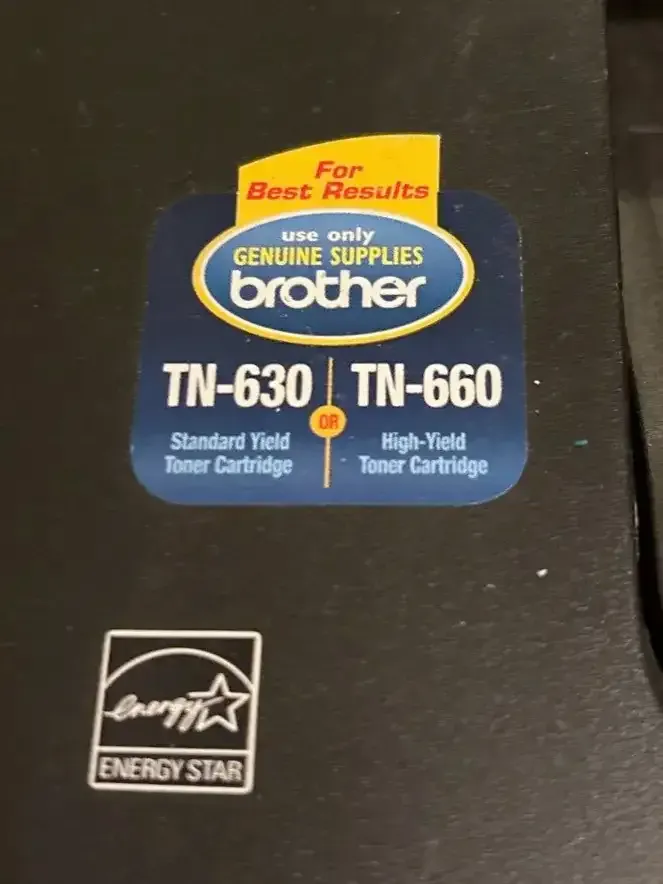 For
Best Results
use only
GENUINE SUPPLIES
brother
TN-630
OR
TN-660
Standard Yield
Toner Cartridge
High-Yield
Toner Cartridge
energy
ENERGY STAR